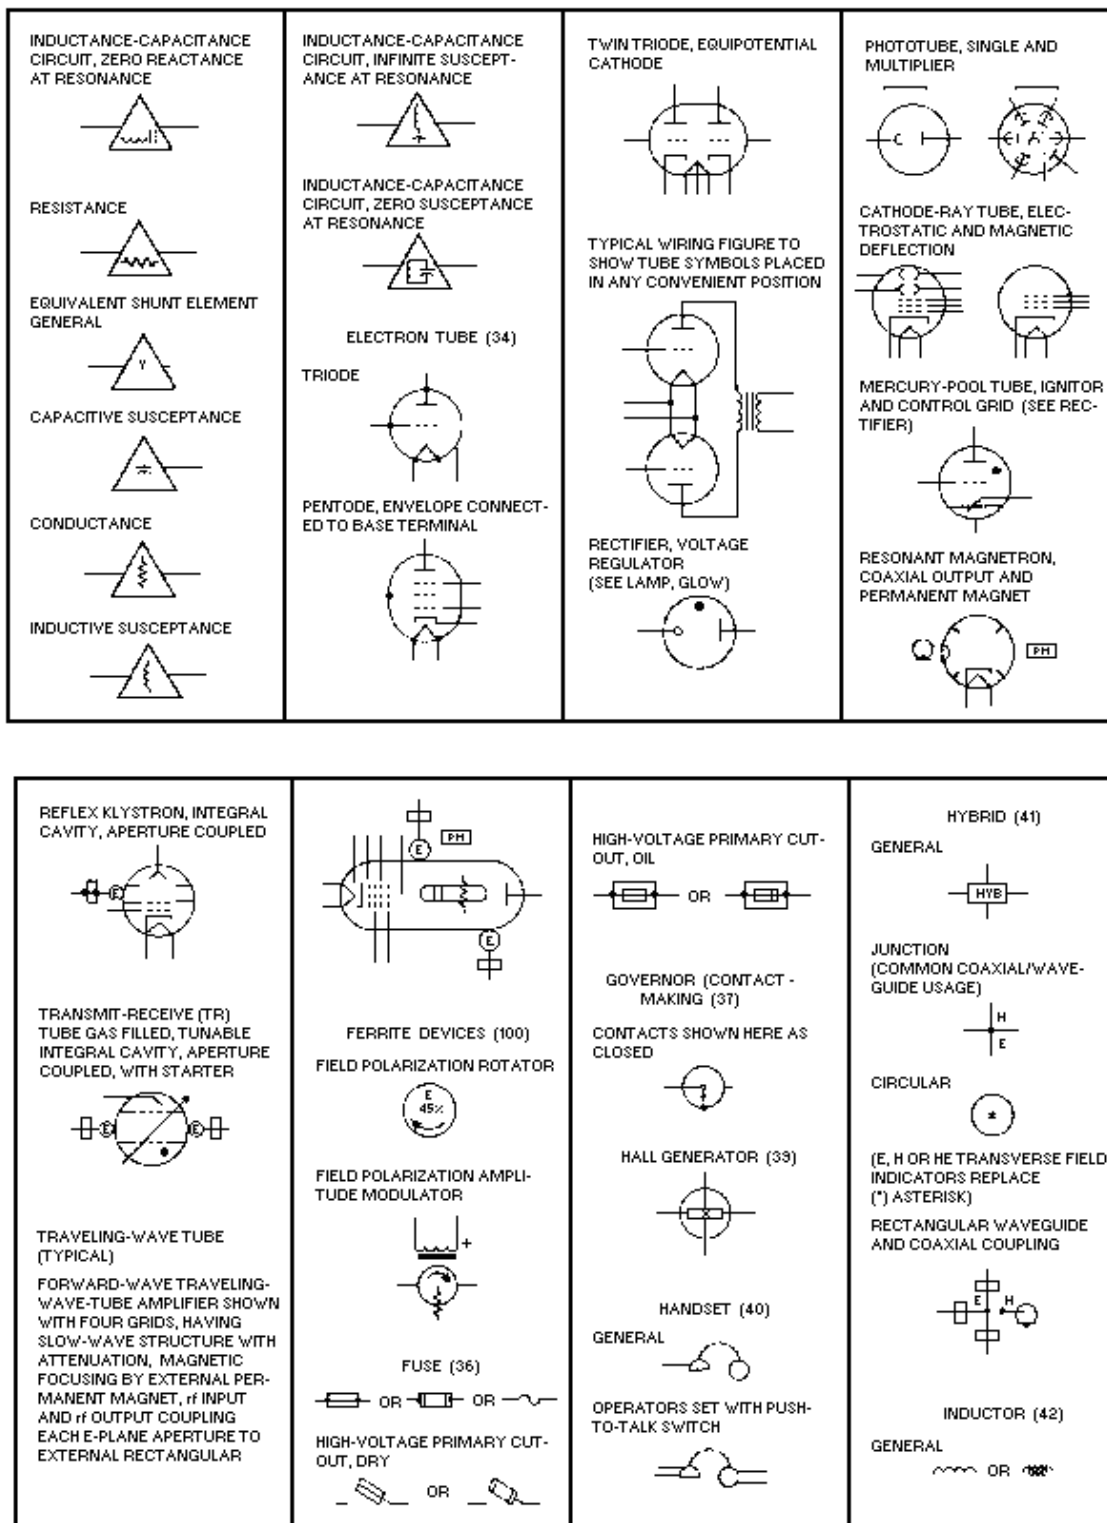 INDUCTANCE-CAPACITANCE
CIRCUIT, ZERO REACTANCE
AT RESONANCE
RESISTANCE
EQUIVALENT SHUNT ELEMENT
GENERAL
Y
CAPACITIVE SUSCEPTANCE
CONDUCTANCE
INDUCTIVE SUSCEPTANCE
INDUCTANCE-CAPACITANCE
CIRCUIT, INFINITE SUSCEPT-
ANCE AT RESONANCE
INDUCTANCE-CAPACITANCE
CIRCUIT, ZERO SUSCEPTANCE
AT RESONANCE
ELECTRON TUBE (34)
TRIODE
PENTODE, ENVELOPE CONNECT-
ED TO BASE TERMINAL
TWIN TRIODE, EQUIPOTENTIAL
CATHODE
TYPICAL WIRING FIGURE TO
SHOW TUBE SYMBOLS PLACED
IN ANY CONVENIENT POSITION
RECTIFIER, VOLTAGE
REGULATOR
(SEE LAMP, GLOW)
PHOTOTUBE, SINGLE AND
MULTIPLIER
CATHODE-RAY TUBE, ELEC-
TROSTATIC AND MAGNETIC
DEFLECTION
MERCURY-POOL TUBE, IGNITOR
AND CONTROL GRID (SEE REC-
TIFIER)
RESONANT MAGNETRON,
COAXIAL OUTPUT AND
PERMANENT MAGNET
PM
REFLEX KLYSTRON, INTEGRAL
CAVITY, APERTURE COUPLED
E
TRANSMIT-RECEIVE (TR)
TUBE GAS FILLED, TUNABLE
INTEGRAL CAVITY, APERTURE
COUPLED, WITH STARTER
E E
TRAVELING-WAVE TUBE
(TYPICAL)
FORWARD-WAVE TRAVELING-
WAVE-TUBE AMPLIFIER SHOWN
WITH FOUR GRIDS, HAVING
SLOW-WAVE STRUCTURE WITH
ATTENUATION, MAGNETIC
FOCUSING BY EXTERNAL PER-
MANENT MAGNET, rf INPUT
AND rf OUTPUT COUPLING
EACH E-PLANE APERTURE TO
EXTERNAL RECTANGULAR
E PM
E
FERRITE DEVICES (100)
FIELD POLARIZATION ROTATOR
E
45%
FIELD POLARIZATION AMPLI-
TUDE MODULATOR
+
FUSE (36)
OR OR
HIGH-VOLTAGE PRIMARY CUT-
OUT, DRY
OR
HIGH-VOLTAGE PRIMARY CUT-
OUT, OIL
OR
GOVERNOR (CONTACT -
MAKING (37)
CONTACTS SHOWN HERE AS
CLOSED
HALL GENERATOR (39)
HANDSET (40)
GENERAL
OPERATORS SET WITH PUSH-
TO-TALK SWITCH
HYBRID (41)
GENERAL
HYB
JUNCTION
(COMMON COAXIAL/WAVE-
GUIDE USAGE)
H
E
CIRCULAR
*
(E, H OR HE TRANSVERSE FIELD
INDICATORS REPLACE
(*) ASTERISK)
RECTANGULAR WAVEGUIDE
AND COAXIAL COUPLING
E H
INDUCTOR (42)
GENERAL
OR